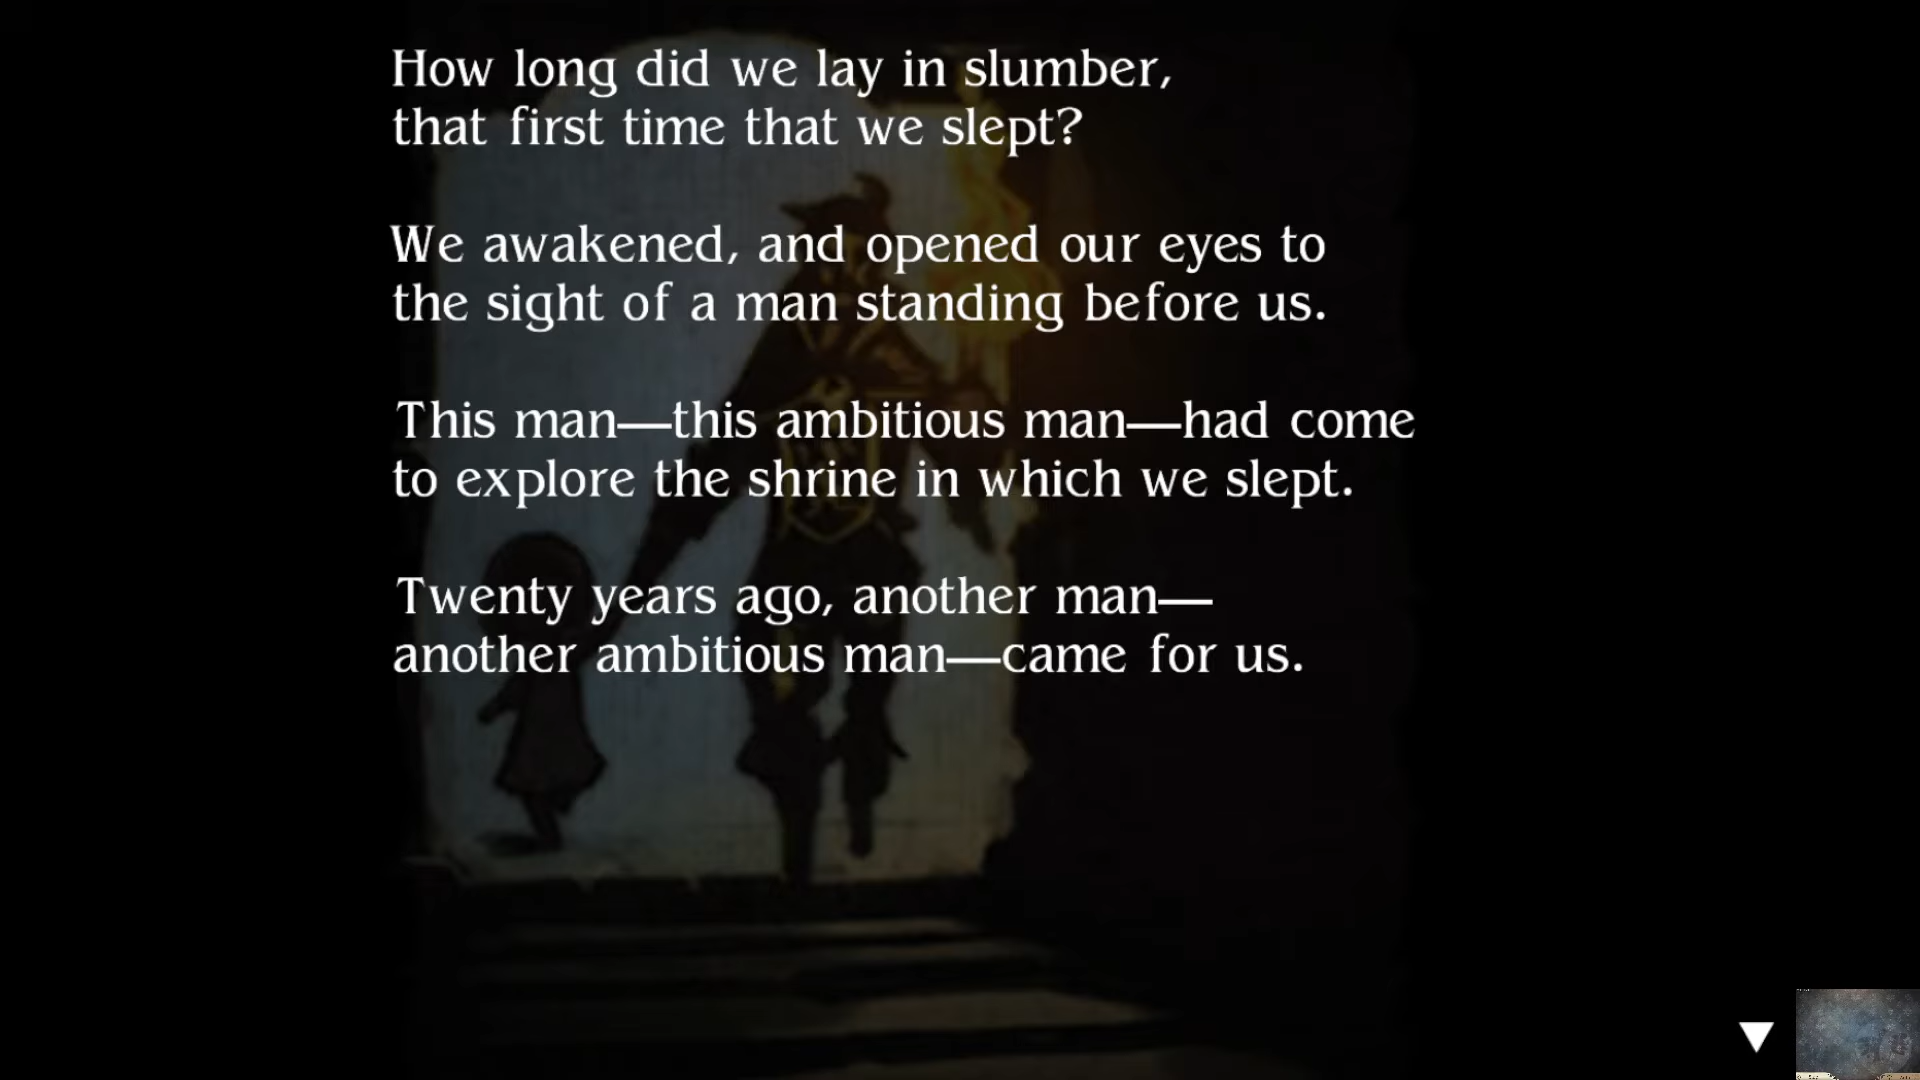 How long did we lay in slumber,
that first time that we slept?
We awakened, and opened our eyes to
the sight of a man standing before us.
This man—this ambitious man—had come
to explore the shrine in which we slept.
Twenty years ago, another man—
another ambitious man—came for us.